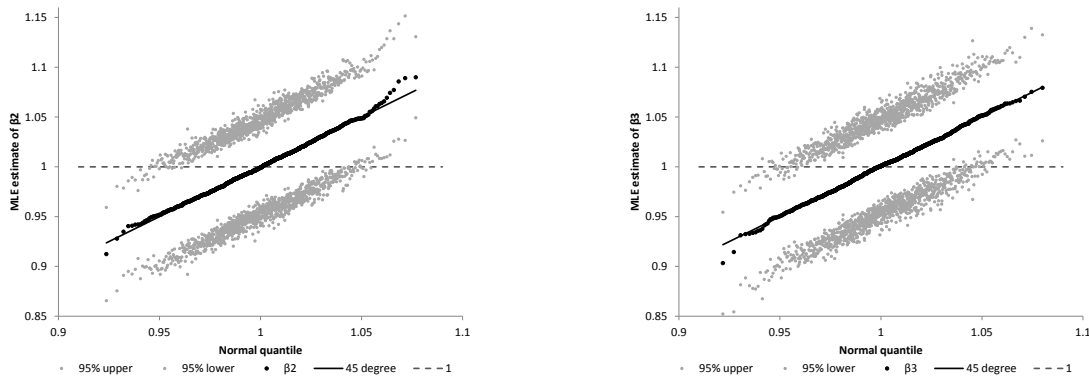 1.15
1.1
1.05
1
0.95
0.9
0.85
MLE estimate of β2
0.9 0.95 1 1.05 1.1
Normal quantile
95% upper 95% lower β2 45 degree 1
1.15
1.1
1.05
1
0.95
0.9
0.85
MLE estimate of β3
0.9 0.95 1 1.05 1.1
Normal quantile
95% upper 95% lower β3 45 degree 1